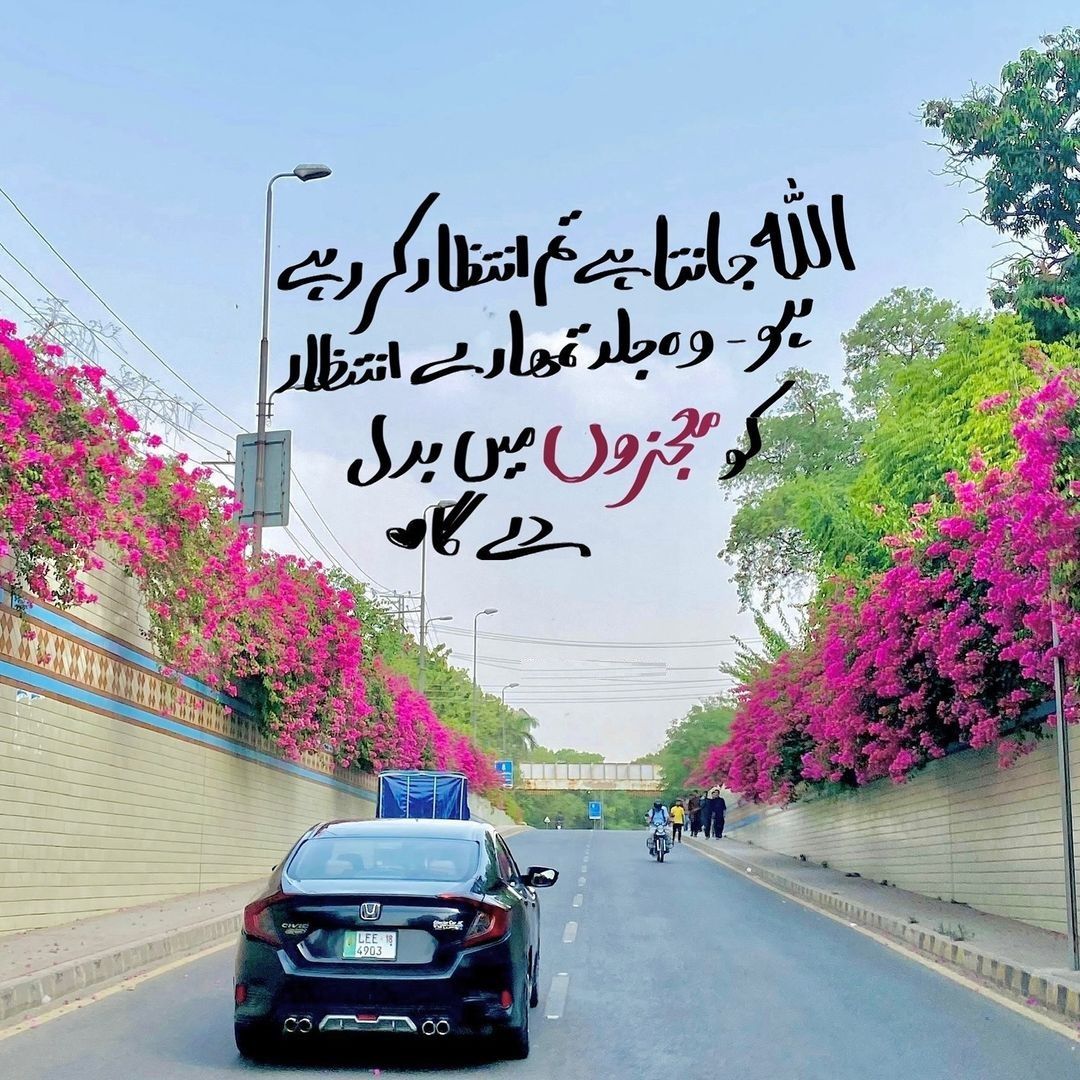 اللہ جانتا ہے تم انتظار کر رہے
ہو۔ وہ جلد تمھارے انتظار
کو معجزوں میں بدل
دے گا
CIVIC
LEE 18
4903